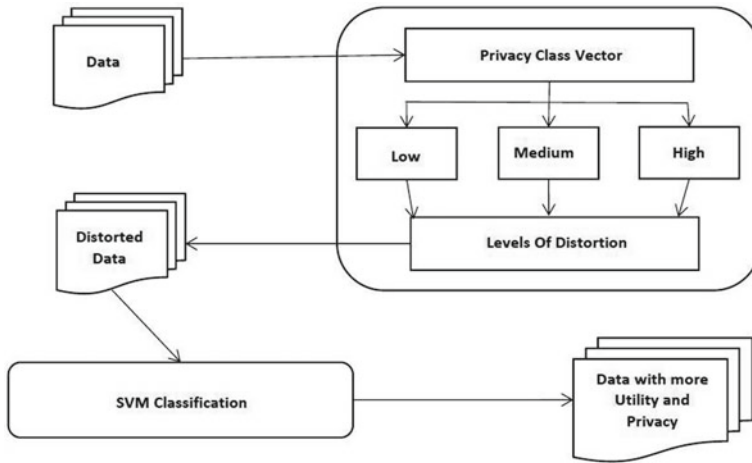 Data
Privacy Class Vector
Low
Medium
High
Levels Of Distortion
Distorted
Data
SVM Classification
Data with more
Utility and
Privacy